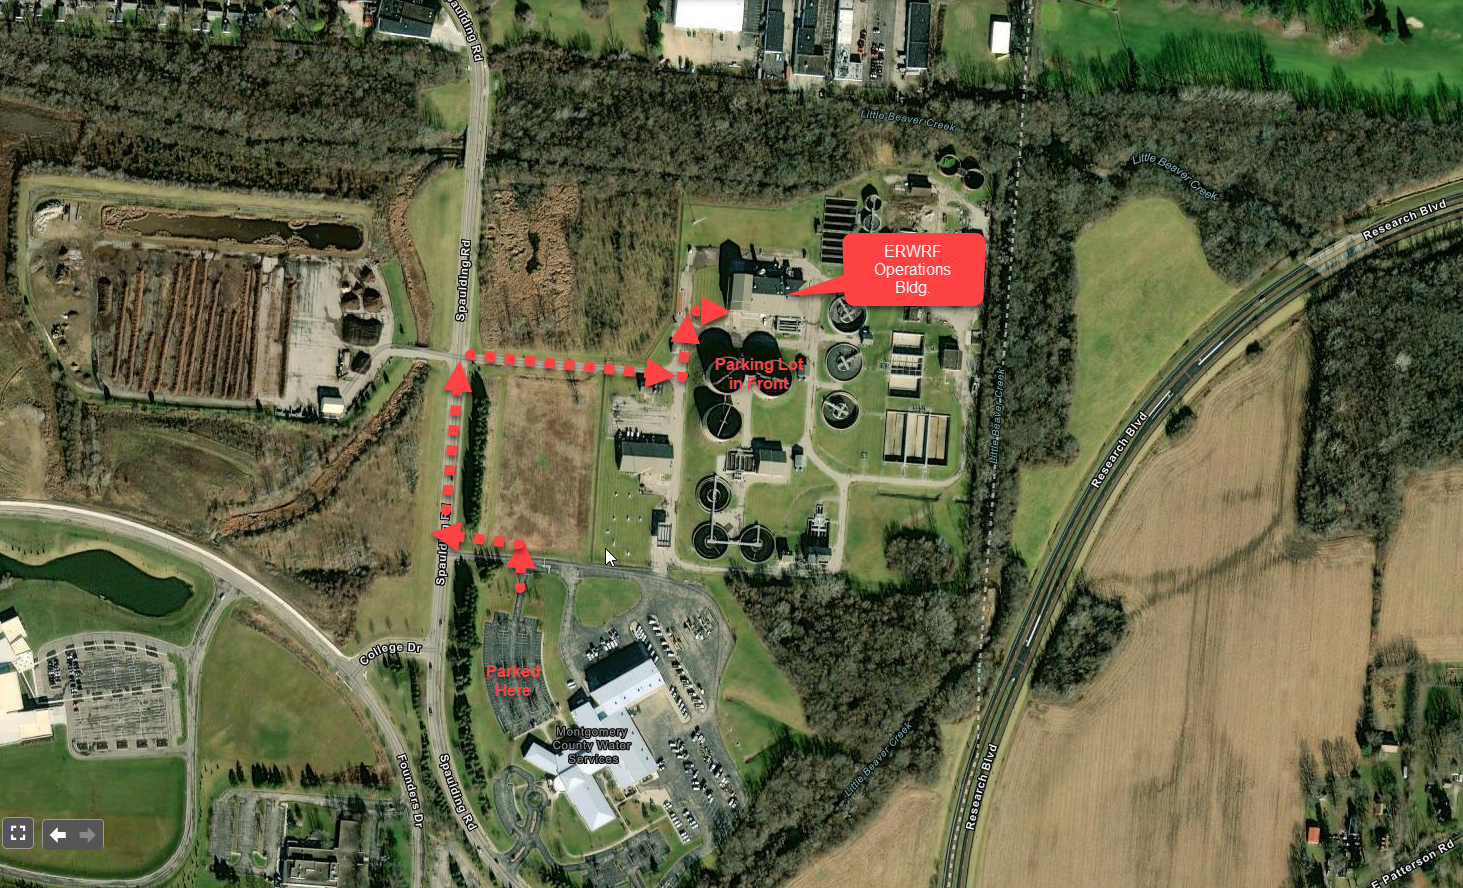 Spaulding Rd
Little Beaver Creek
Little Beaver Creek
Research Blvd
Spaulding Rd
ERWRF
Operations
Bldg.
Parking Lot
in Front
Little Beaver Creek
Research Blvd
Spaulding Rd
College Dr
Parked
Here
Montgomery
County Water
Services
Little Beaver Creek
Founders Dr
Spaulding Rd
Research Blvd
E Patterson Rd